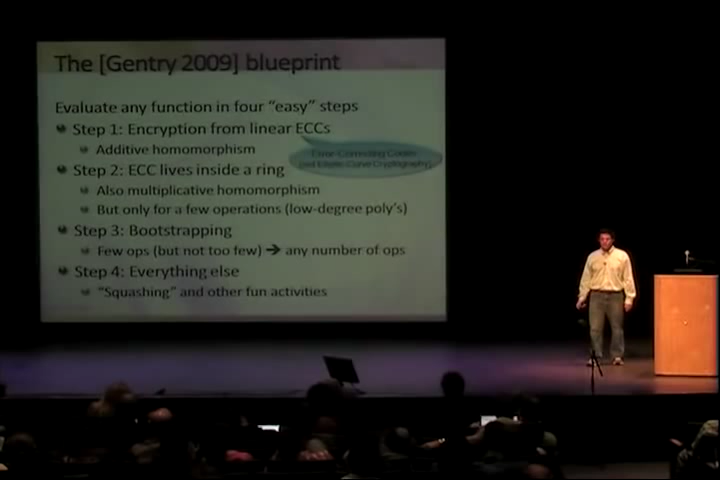 The [Gentry 2009] blueprint
Evaluate any function in four “easy” steps
Step 1: Encryption from linear ECCs
Additive homomorphism
Error-Correcting Codes
(not Elliptic-Curve Cryptography)
Step 2: ECC lives inside a ring
Also multiplicative homomorphism
But only for a few operations (low-degree poly’s)
Step 3: Bootstrapping
Few ops (but not too few) → any number of ops
Step 4: Everything else
“Squashing” and other fun activities